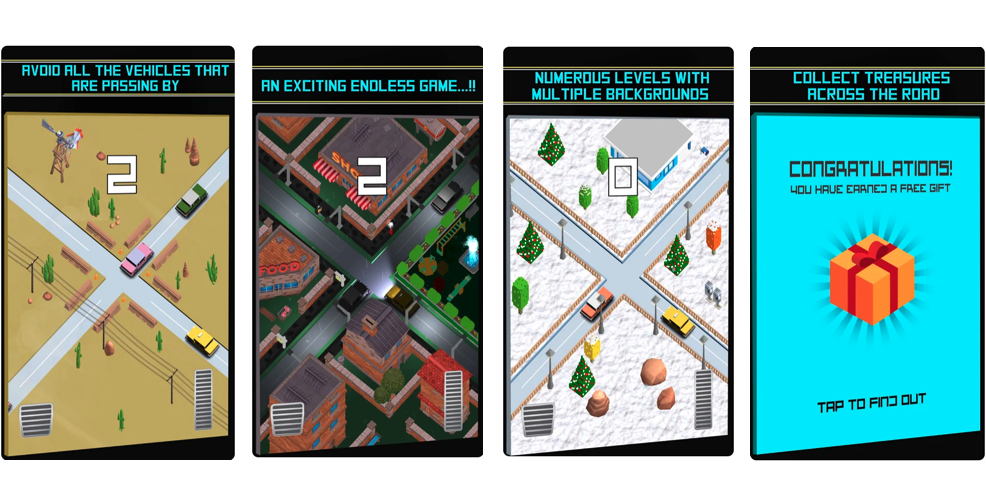 AVOID ALL THE VEHICLES THAT
ARE PASSING BY
2
AN EXCITING ENDLESS GAME...!!
SHO
2
FOOD
NUMEROUS LEVELS WITH
MULTIPLE BACKGROUNDS
0
COLLECT TREASURES
ACROSS THE ROAD
CONGRATULATIONS!
YOU HAVE EARNED A FREE GIFT
TAP TO FIND OUT